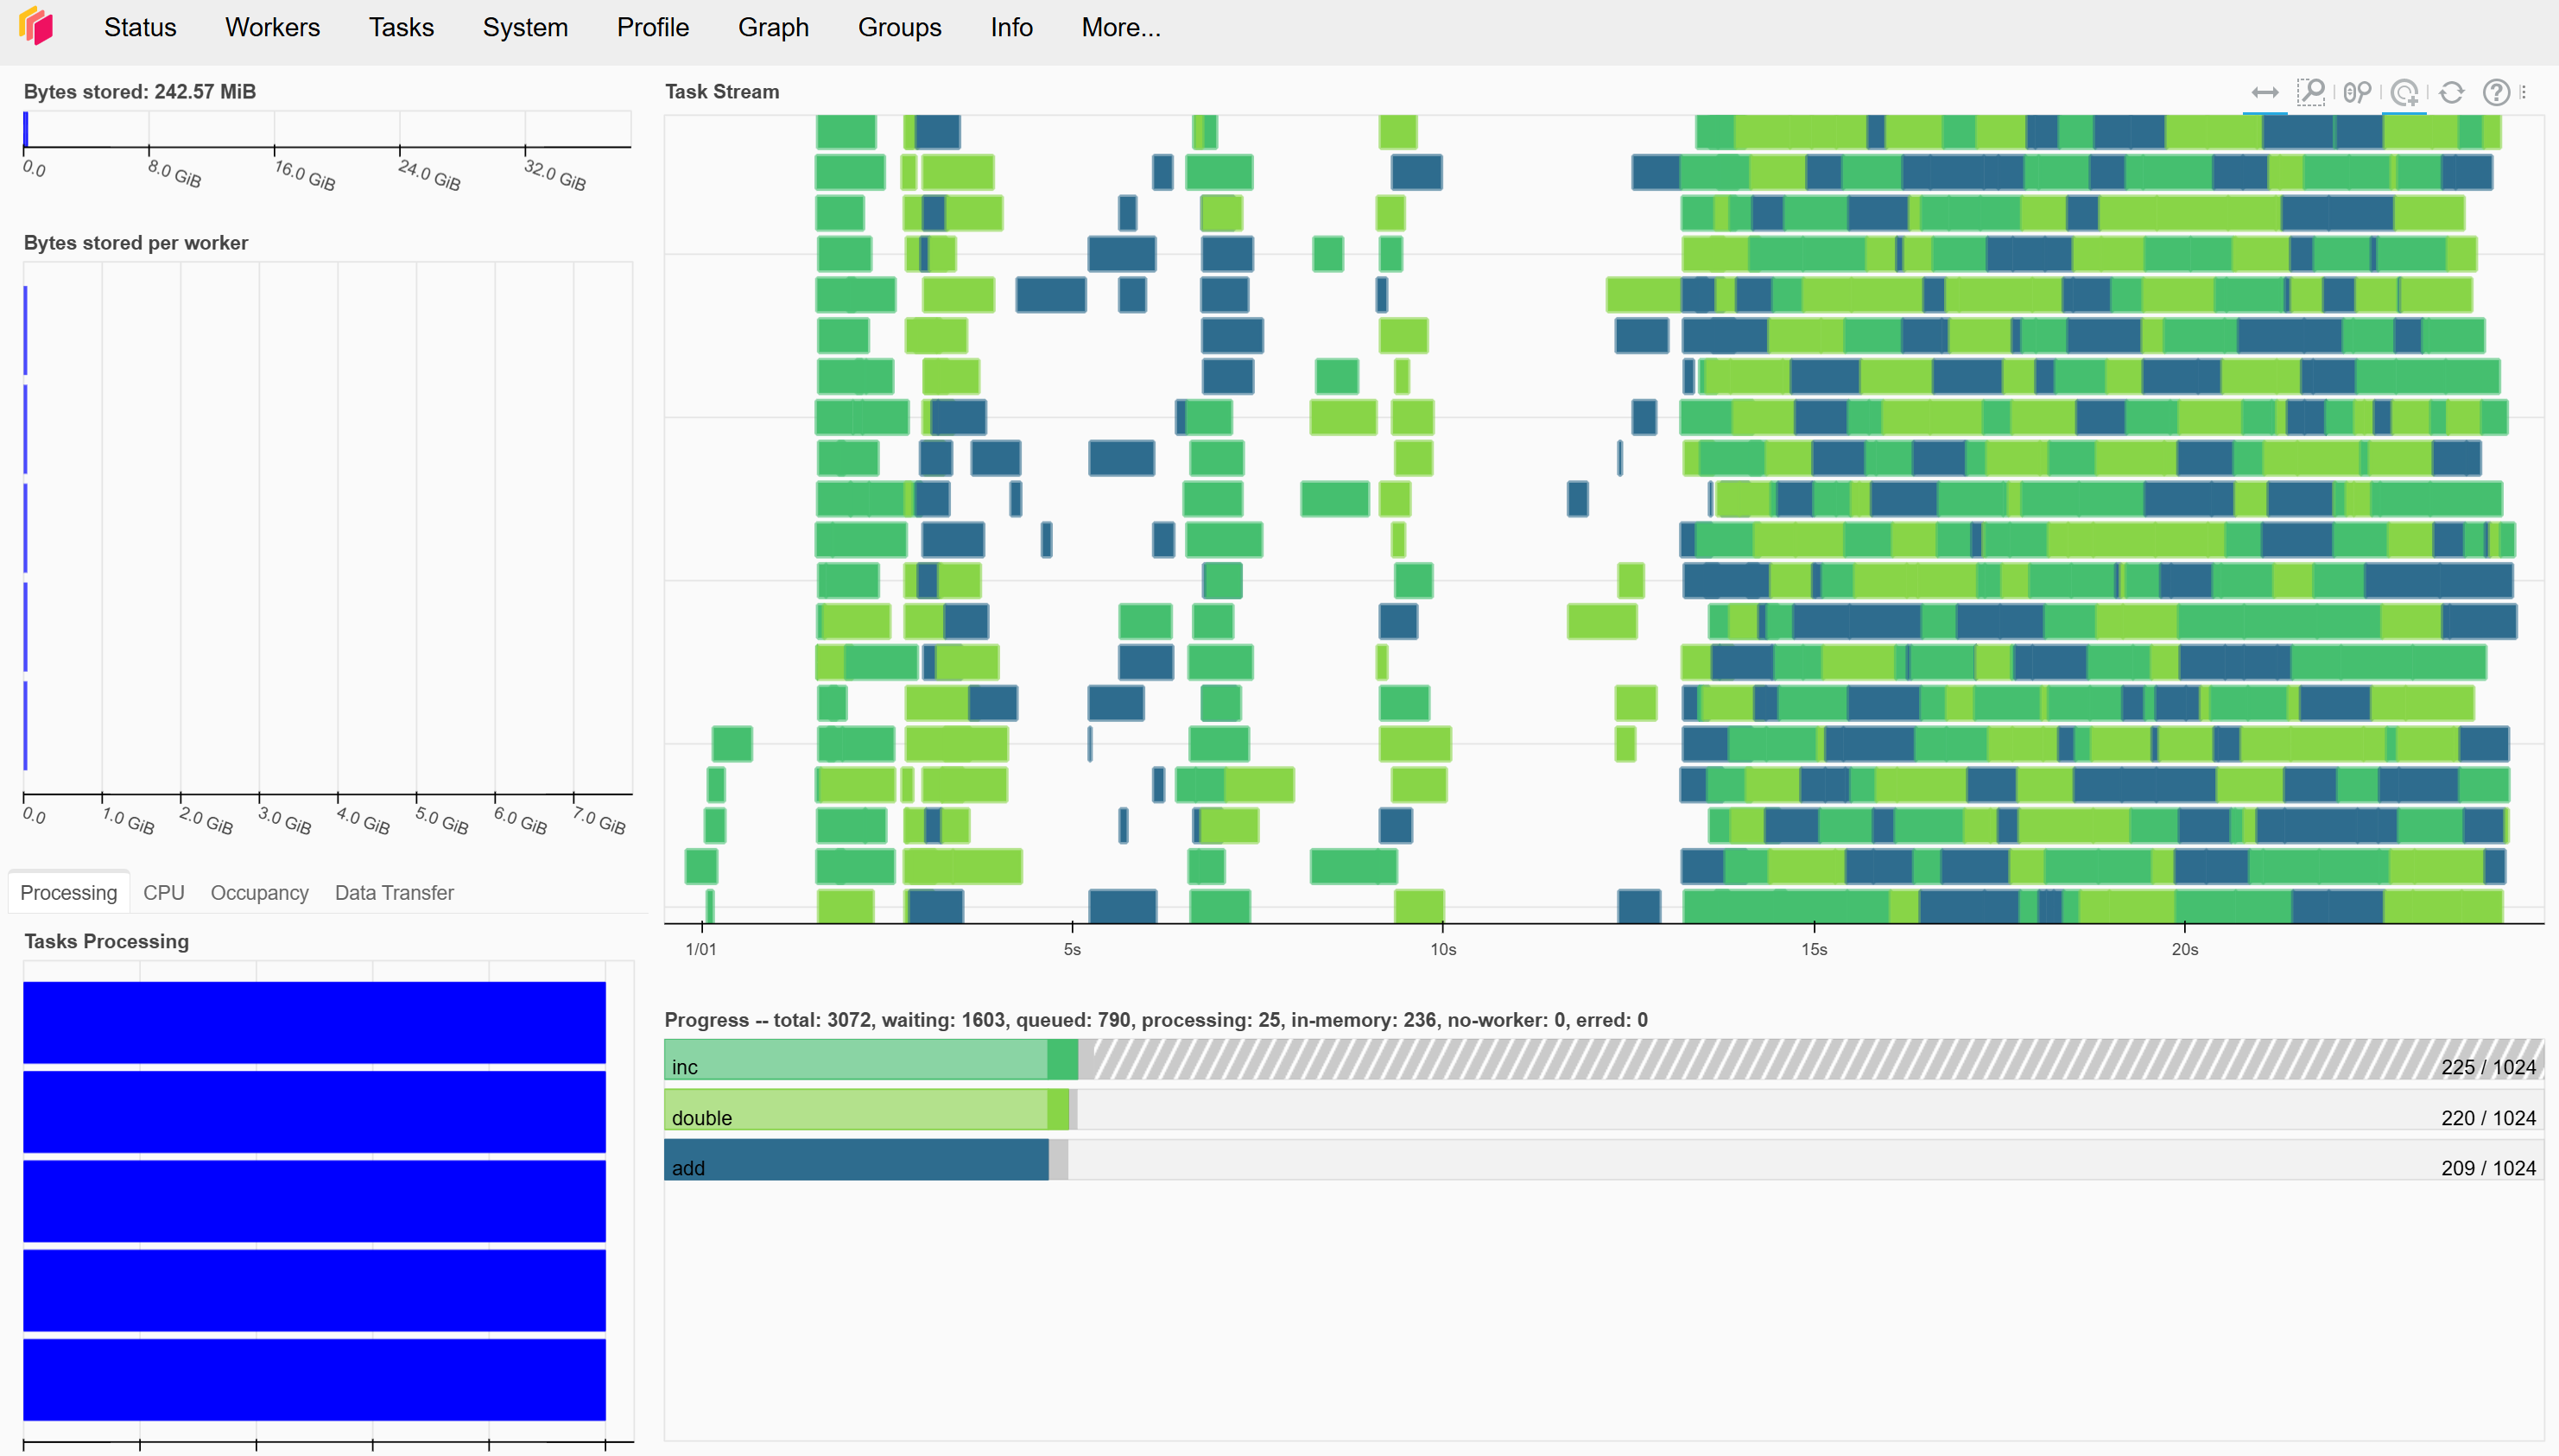 Status Workers Tasks System Profile Graph Groups Info More...
Bytes stored: 242.57 MiB
0.0 8.0 GiB 16.0 GiB 24.0 GiB 32.0 GiB
Bytes stored per worker
0.0 1.0 GiB 2.0 GiB 3.0 GiB 4.0 GiB 5.0 GiB 6.0 GiB 7.0 GiB
Processing CPU Occupancy Data Transfer
Tasks Processing
Task Stream
1/01 5s 10s 15s 20s
Progress -- total: 3072, waiting: 1603, queued: 790, processing: 25, in-memory: 236, no-worker: 0, erred: 0
inc 225 / 1024
double 220 / 1024
add 209 / 1024